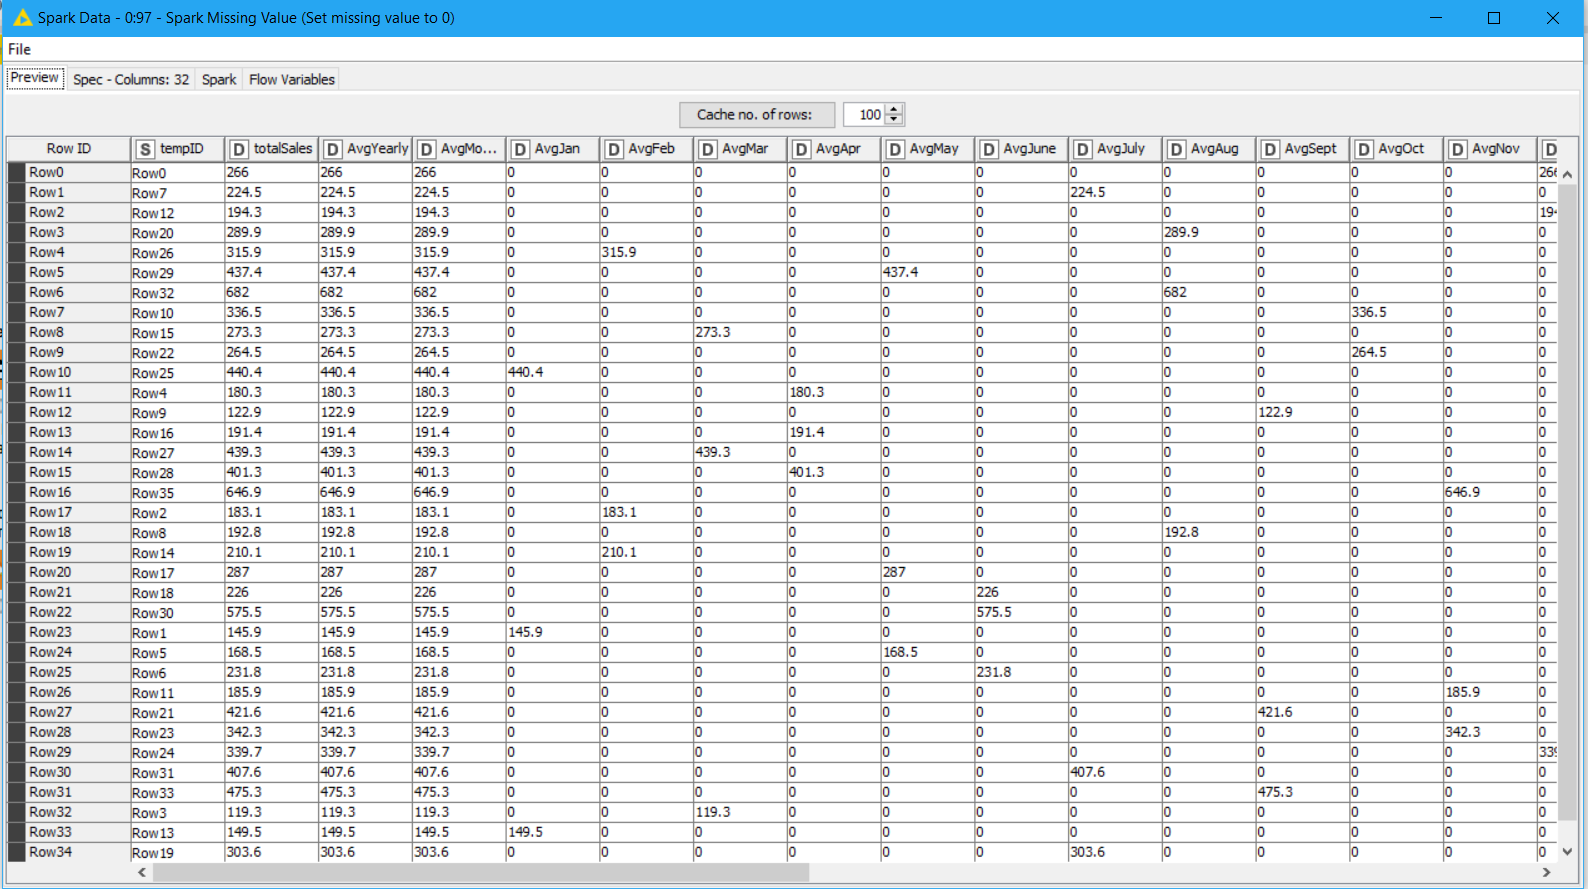 Spark Data - 0:97 - Spark Missing Value (Set missing value to 0)
File
Preview Spec - Columns: 32 Spark Flow Variables
Cache no. of rows: 100
Row ID S tempID D totalSales D AvgYearly D AvgMo... D AvgJan D AvgFeb D AvgMar D AvgApr D AvgMay D AvgJune D AvgJuly D AvgAug D AvgSept D AvgOct D AvgNov D
Row0 Row0 266 266 266 0 0 0 0 0 0 0 0 0 0 0 266
Row1 Row7 224.5 224.5 224.5 0 0 0 0 0 0 224.5 0 0 0 0 0
Row2 Row12 194.3 194.3 194.3 0 0 0 0 0 0 0 0 0 0 0 194
Row3 Row20 289.9 289.9 289.9 0 0 0 0 0 0 0 289.9 0 0 0 0
Row4 Row26 315.9 315.9 315.9 0 315.9 0 0 0 0 0 0 0 0 0 0
Row5 Row29 437.4 437.4 437.4 0 0 0 0 437.4 0 0 0 0 0 0 0
Row6 Row32 682 682 682 0 0 0 0 0 0 0 682 0 0 0 0
Row7 Row10 336.5 336.5 336.5 0 0 0 0 0 0 0 0 0 336.5 0 0
Row8 Row15 273.3 273.3 273.3 0 0 273.3 0 0 0 0 0 0 0 0 0
Row9 Row22 264.5 264.5 264.5 0 0 0 0 0 0 0 0 0 264.5 0 0
Row10 Row25 440.4 440.4 440.4 440.4 0 0 0 0 0 0 0 0 0 0 0
Row11 Row4 180.3 180.3 180.3 0 0 0 180.3 0 0 0 0 0 0 0 0
Row12 Row9 122.9 122.9 122.9 0 0 0 0 0 0 0 0 122.9 0 0 0
Row13 Row16 191.4 191.4 191.4 0 0 0 191.4 0 0 0 0 0 0 0 0
Row14 Row27 439.3 439.3 439.3 0 0 439.3 0 0 0 0 0 0 0 0 0
Row15 Row28 401.3 401.3 401.3 0 0 0 401.3 0 0 0 0 0 0 0 0
Row16 Row35 646.9 646.9 646.9 0 0 0 0 0 0 0 0 0 0 646.9 0
Row17 Row2 183.1 183.1 183.1 0 183.1 0 0 0 0 0 0 0 0 0 0
Row18 Row8 192.8 192.8 192.8 0 0 0 0 0 0 0 192.8 0 0 0 0
Row19 Row14 210.1 210.1 210.1 0 210.1 0 0 0 0 0 0 0 0 0 0
Row20 Row17 287 287 287 0 0 0 0 287 0 0 0 0 0 0 0
Row21 Row18 226 226 226 0 0 0 0 0 226 0 0 0 0 0 0
Row22 Row30 575.5 575.5 575.5 0 0 0 0 0 575.5 0 0 0 0 0 0
Row23 Row1 145.9 145.9 145.9 145.9 0 0 0 0 0 0 0 0 0 0 0
Row24 Row5 168.5 168.5 168.5 0 0 0 0 168.5 0 0 0 0 0 0 0
Row25 Row6 231.8 231.8 231.8 0 0 0 0 0 231.8 0 0 0 0 0 0
Row26 Row11 185.9 185.9 185.9 0 0 0 0 0 0 0 0 0 0 185.9 0
Row27 Row21 421.6 421.6 421.6 0 0 0 0 0 0 0 0 421.6 0 0 0
Row28 Row23 342.3 342.3 342.3 0 0 0 0 0 0 0 0 0 0 342.3 0
Row29 Row24 339.7 339.7 339.7 0 0 0 0 0 0 0 0 0 0 0 339
Row30 Row31 407.6 407.6 407.6 0 0 0 0 0 0 407.6 0 0 0 0 0
Row31 Row33 475.3 475.3 475.3 0 0 0 0 0 0 0 0 475.3 0 0 0
Row32 Row3 119.3 119.3 119.3 0 0 119.3 0 0 0 0 0 0 0 0 0
Row33 Row13 149.5 149.5 149.5 149.5 0 0 0 0 0 0 0 0 0 0 0
Row34 Row19 303.6 303.6 303.6 0 0 0 0 0 0 303.6 0 0 0 0 0